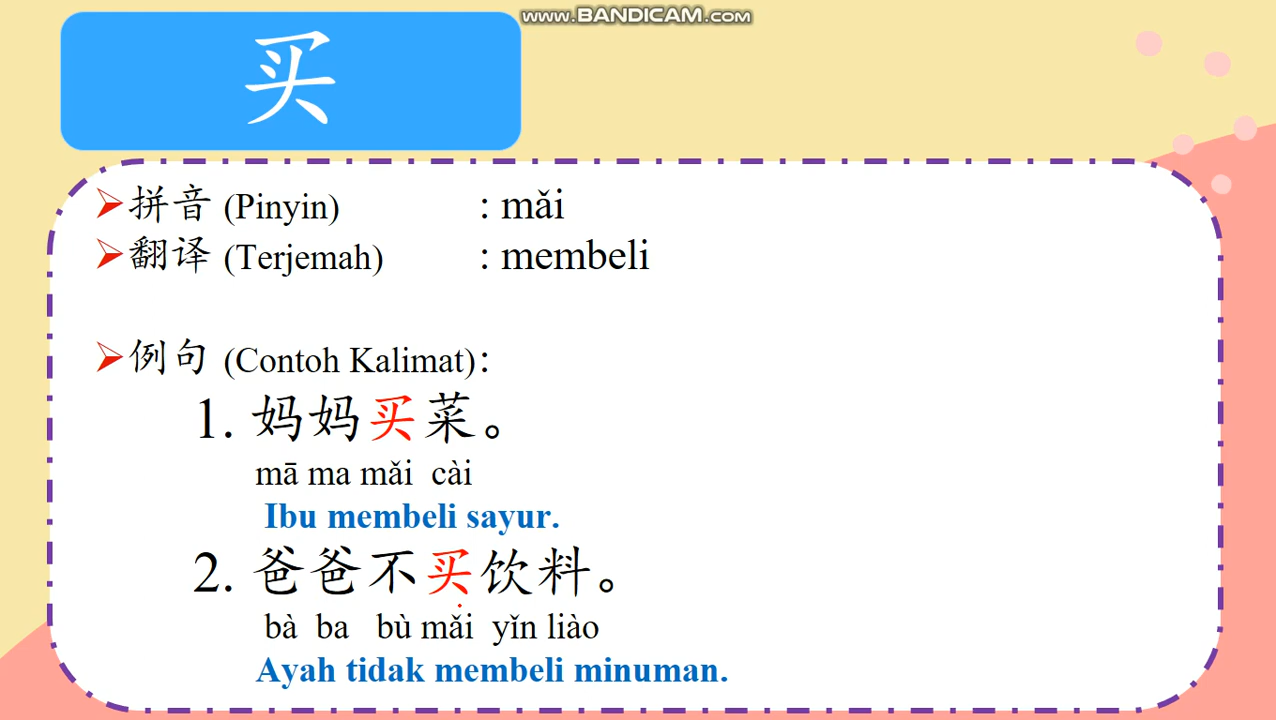 www.BANDICAM.com
买
拼音 (Pinyin) : mǎi
翻译 (Terjemah) : membeli
例句 (Contoh Kalimat):
1. 妈妈买菜。
mā ma mǎi cài
Ibu membeli sayur.
2. 爸爸不买饮料。
bà ba bù mǎi yǐn liào
Ayah tidak membeli minuman.